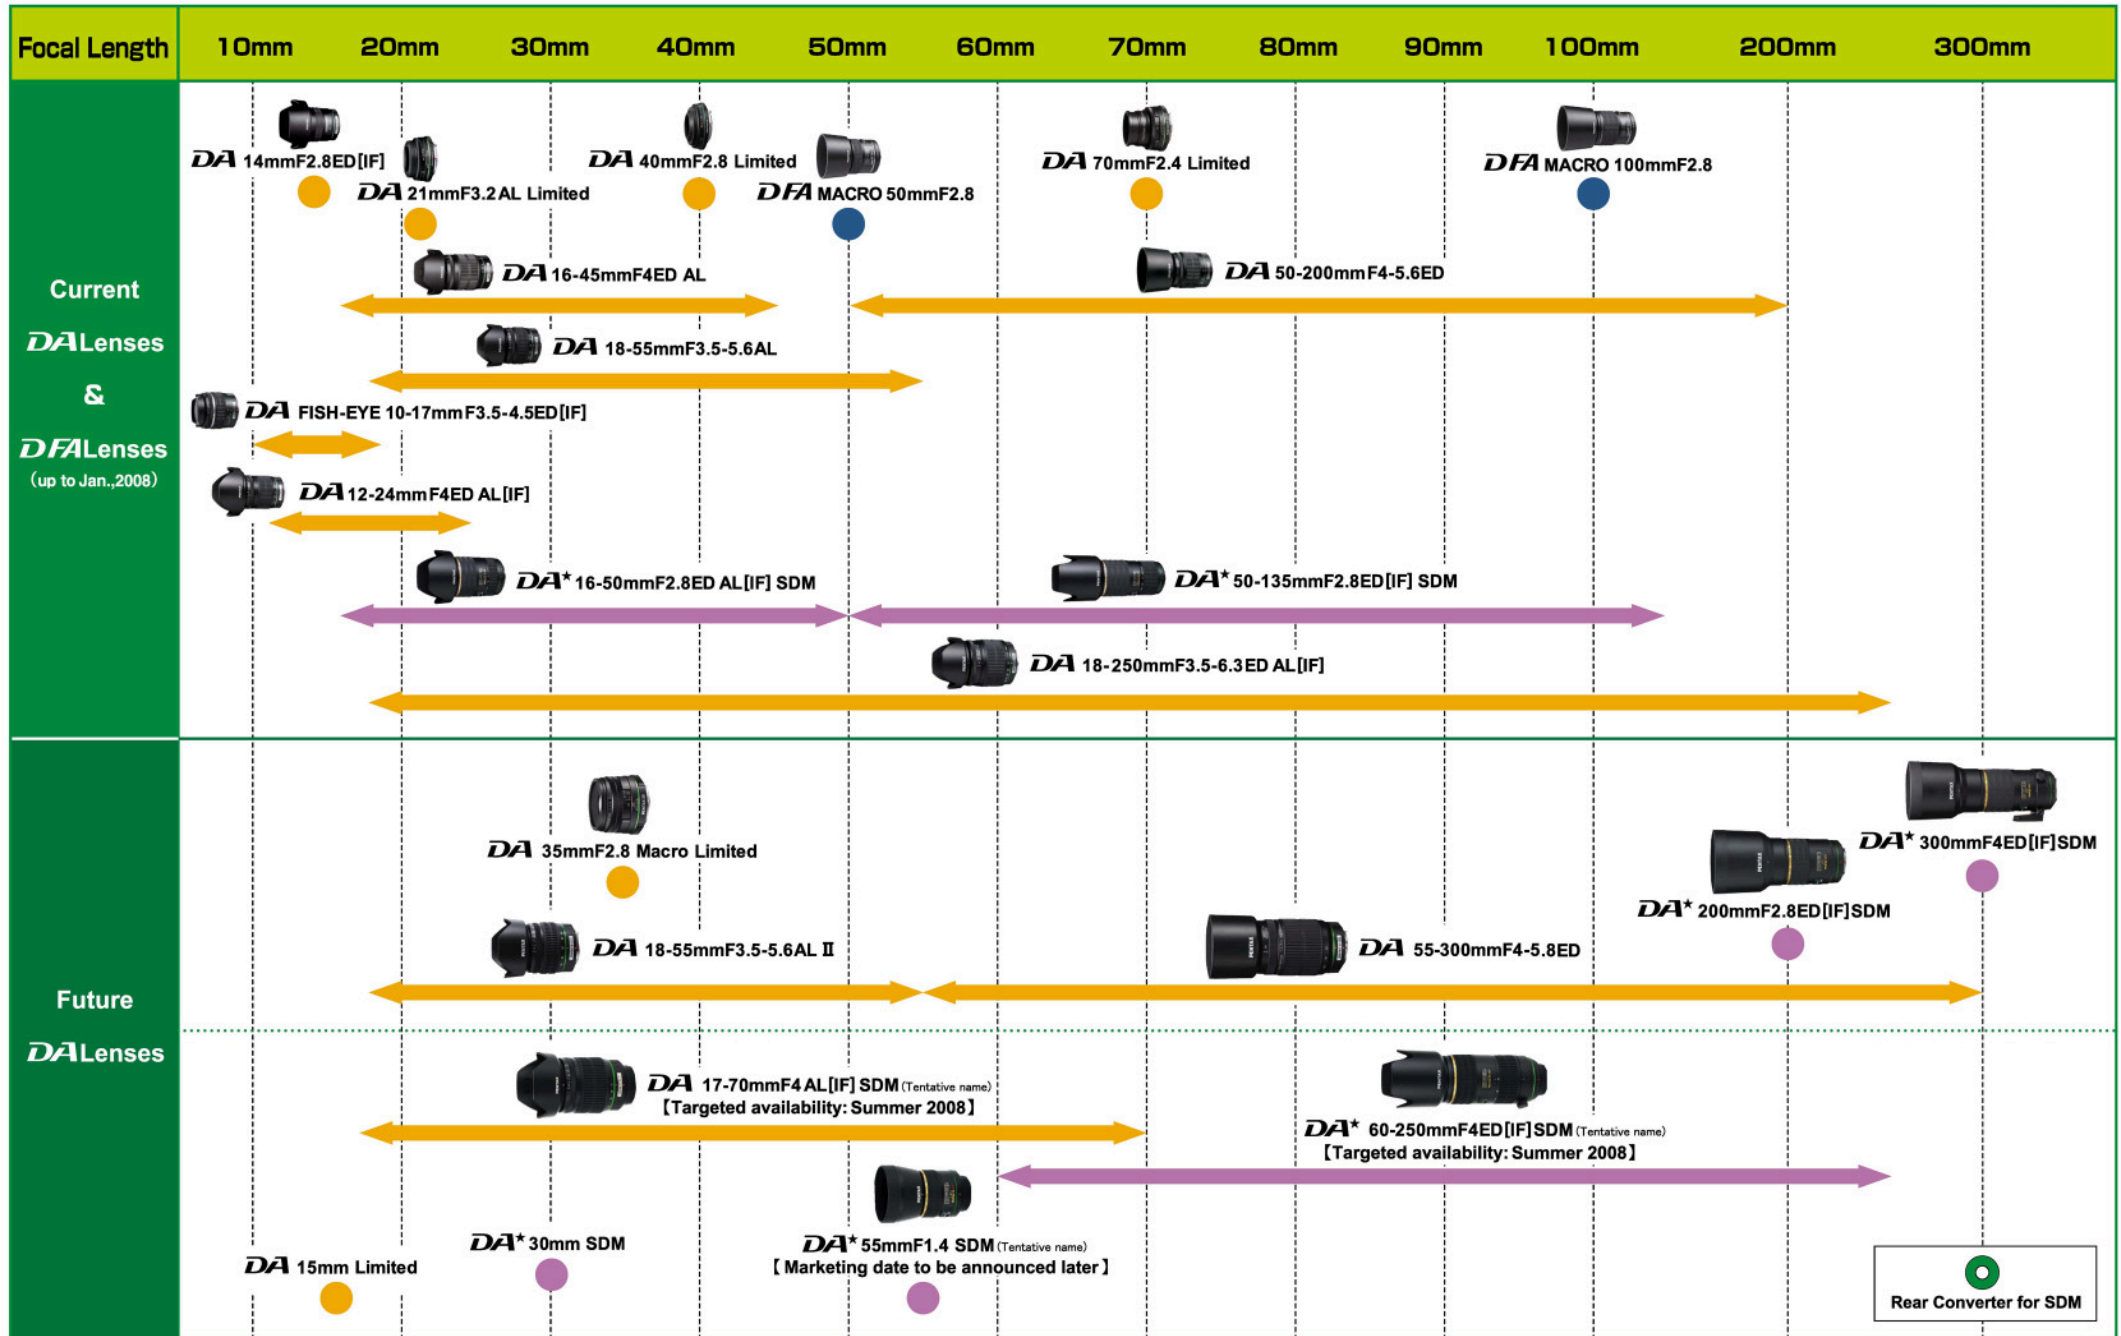 Focal Length 10mm 20mm 30mm 40mm 50mm 60mm 70mm 80mm 90mm 100mm 200mm 300mm
Current
DA Lenses
&
DFA Lenses
(up to Jan.,2008)
DA 14mmF2.8ED[IF]
DA 21mmF3.2 AL Limited
DA 40mmF2.8 Limited
DFA MACRO 50mmF2.8
DA 70mmF2.4 Limited
DFA MACRO 100mmF2.8
DA 16-45mmF4ED AL
DA 50-200mmF4-5.6ED
DA 18-55mmF3.5-5.6AL
DA FISH-EYE 10-17mmF3.5-4.5ED[IF]
DA 12-24mmF4ED AL[IF]
DA★ 16-50mmF2.8ED AL[IF] SDM
DA★ 50-135mmF2.8ED[IF] SDM
DA 18-250mmF3.5-6.3ED AL[IF]
Future
DA Lenses
DA 35mmF2.8 Macro Limited
DA★ 300mmF4ED[IF]SDM
DA★ 200mmF2.8ED[IF]SDM
DA 18-55mmF3.5-5.6AL II
DA 55-300mmF4-5.8ED
DA 17-70mmF4 AL[IF] SDM (Tentative name)
【Targeted availability: Summer 2008】
DA★ 60-250mmF4ED[IF]SDM (Tentative name)
【Targeted availability: Summer 2008】
DA 15mm Limited
DA★ 30mm SDM
DA★ 55mmF1.4 SDM (Tentative name)
【Marketing date to be announced later】
Rear Converter for SDM